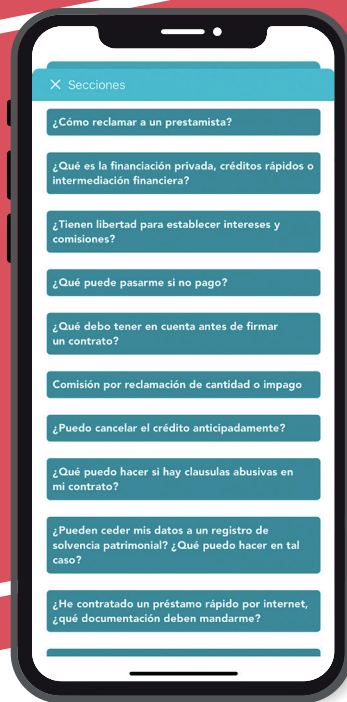 × Secciones
¿Cómo reclamar a un prestamista?
¿Qué es la financiación privada, créditos rápidos o
intermediación financiera?
¿Tienen libertad para establecer intereses y
comisiones?
¿Qué puede pasarme si no pago?
¿Qué debo tener en cuenta antes de firmar
un contrato?
Comisión por reclamación de cantidad o impago
¿Puedo cancelar el crédito anticipadamente?
¿Qué puedo hacer si hay clausulas abusivas en
mi contrato?
¿Pueden ceder mis datos a un registro de
solvencia patrimonial? ¿Qué puedo hacer en tal
caso?
¿He contratado un préstamo rápido por internet,
¿qué documentación deben mandarme?